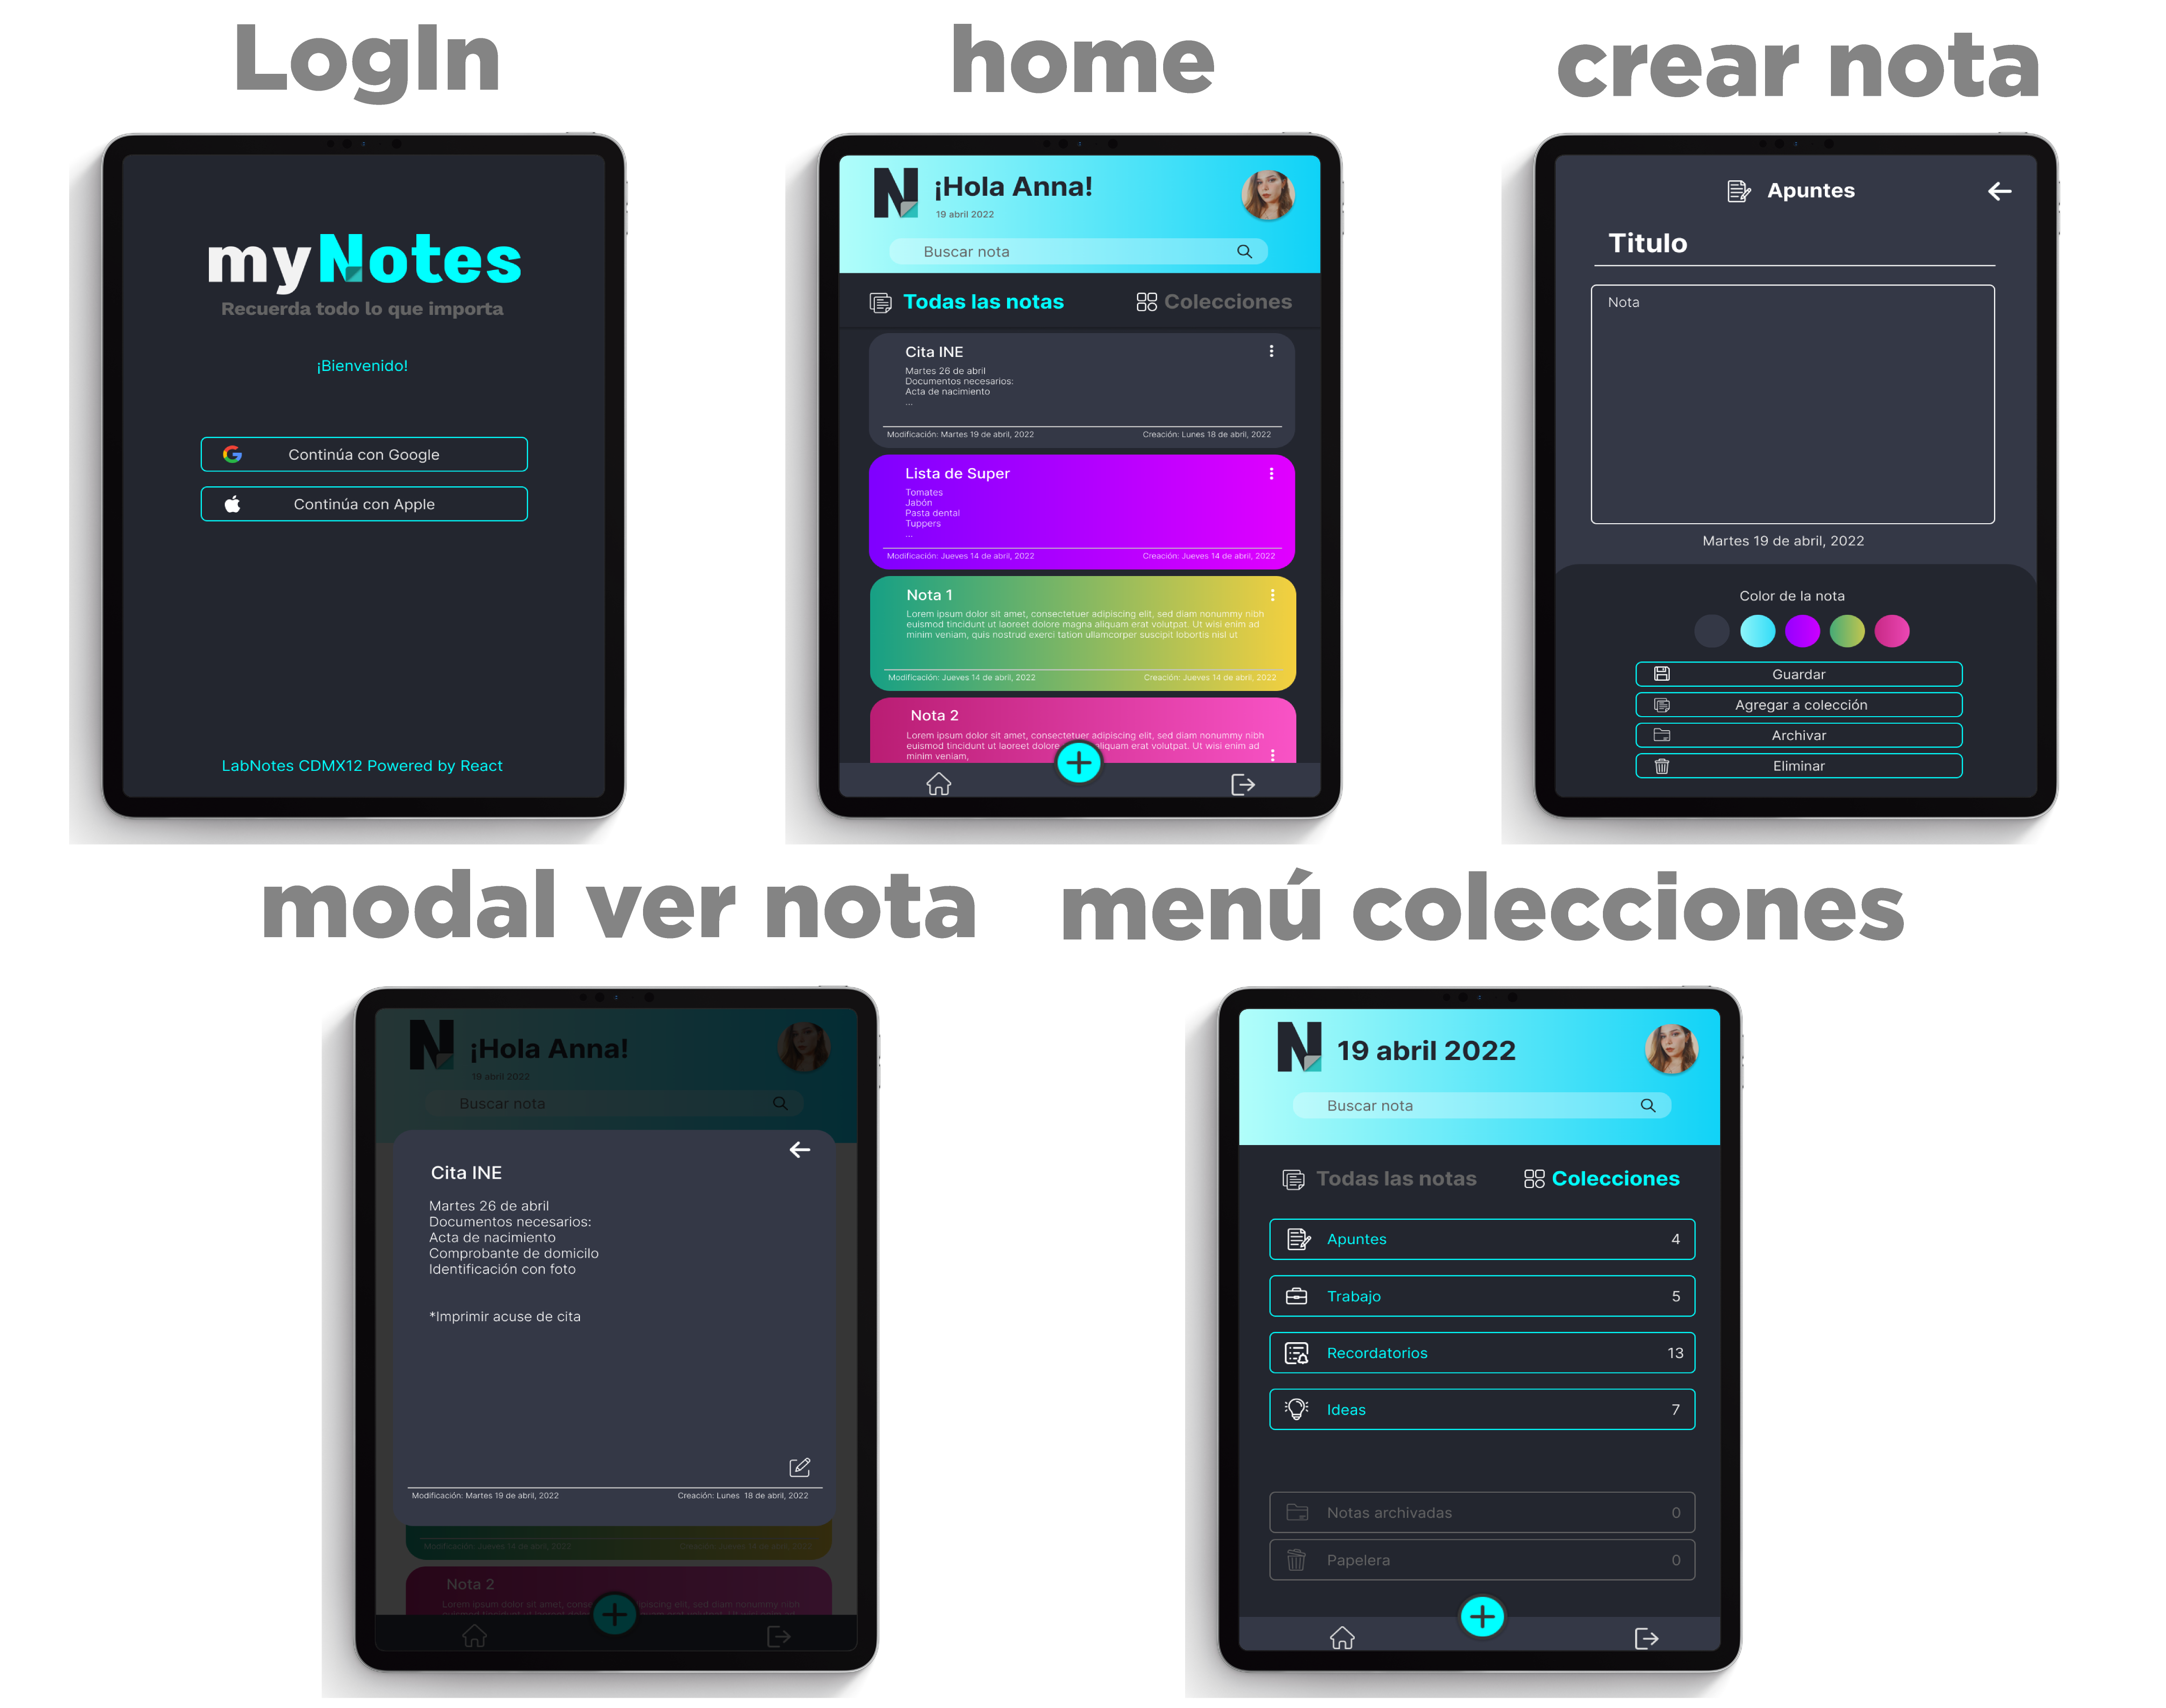 LogIn
home
crear nota
myNotes
Recuerda todo lo que importa
¡Bienvenido!
Continúa con Google
Continúa con Apple
LabNotes CDMX12 Powered by React
N
¡Hola Anna!
19 abril 2022
Buscar nota
Todas las notas
Colecciones
Cita INE
Martes 26 de abril
Documentos necesarios:
Acta de nacimiento
...
Modificación: Martes 19 de abril, 2022
Creación: Lunes 18 de abril, 2022
Lista de Super
Tomates
Jabón
Pasta dental
Tuppers
...
Modificación: Jueves 14 de abril, 2022
Creación: Jueves 14 de abril, 2022
Nota 1
Lorem ipsum dolor sit amet, consectetuer adipiscing elit, sed diam nonummy nibh
euismod tincidunt ut laoreet dolore magna aliquam erat volutpat. Ut wisi enim ad
minim veniam, quis nostrud exerci tation ullamcorper suscipit lobortis nisl ut
Modificación: Jueves 14 de abril, 2022
Creación: Jueves 14 de abril, 2022
Nota 2
Lorem ipsum dolor sit amet, consectetuer adipiscing elit, sed diam nonummy nibh
euismod tincidunt ut laoreet dolore aliquam erat volutpat. Ut wisi enim ad
minim veniam,
Apuntes
Titulo
Nota
Martes 19 de abril, 2022
Color de la nota
Guardar
Agregar a colección
Archivar
Eliminar
modal ver nota
menú colecciones
N
¡Hola Anna!
19 abril 2022
Buscar nota
Cita INE
Martes 26 de abril
Documentos necesarios:
Acta de nacimiento
Comprobante de domicilo
Identificación con foto
*Imprimir acuse de cita
Modificación: Martes 19 de abril, 2022
Creación: Lunes 18 de abril, 2022
Modificación: Jueves 14 de abril, 2022
Creación: Jueves 14 de abril, 2022
Nota 2
Lorem ipsum dolor sit amet, adipiscing elit, sed diam nonummy nibh
N
19 abril 2022
Buscar nota
Todas las notas
Colecciones
Apuntes 4
Trabajo 5
Recordatorios 13
Ideas 7
Notas archivadas 0
Papelera 0